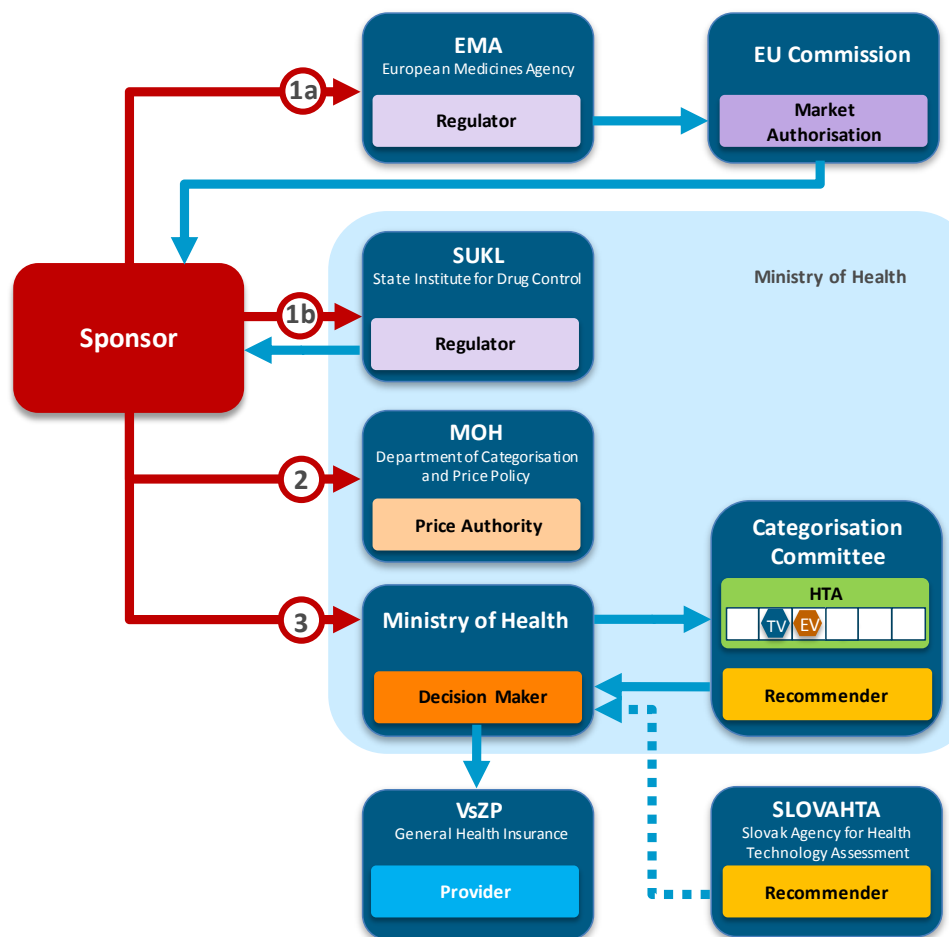 EMA
European Medicines Agency
Regulator
EU Commission
Market
Authorisation
1a
Ministry of Health
SUKL
State Institute for Drug Control
Regulator
Sponsor
1b
MOH
Department of Categorisation
and Price Policy
Price Authority
2
Categorisation
Committee
HTA
TV
EV
Recommender
3
Ministry of Health
Decision Maker
VsZP
General Health Insurance
Provider
SLOVAHTA
Slovak Agency for Health
Technology Assessment
Recommender